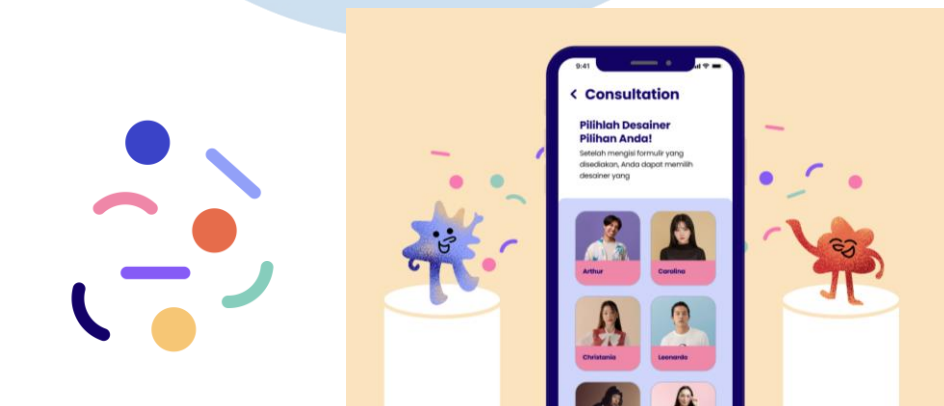 9:41
Consultation
Pilihlah Desainer
Pilihan Anda!
Setelah mengisi formulir yang
disediakan, Anda dapat memilih
desainer yang
Arthur
Carolina
Christania
Leonardo